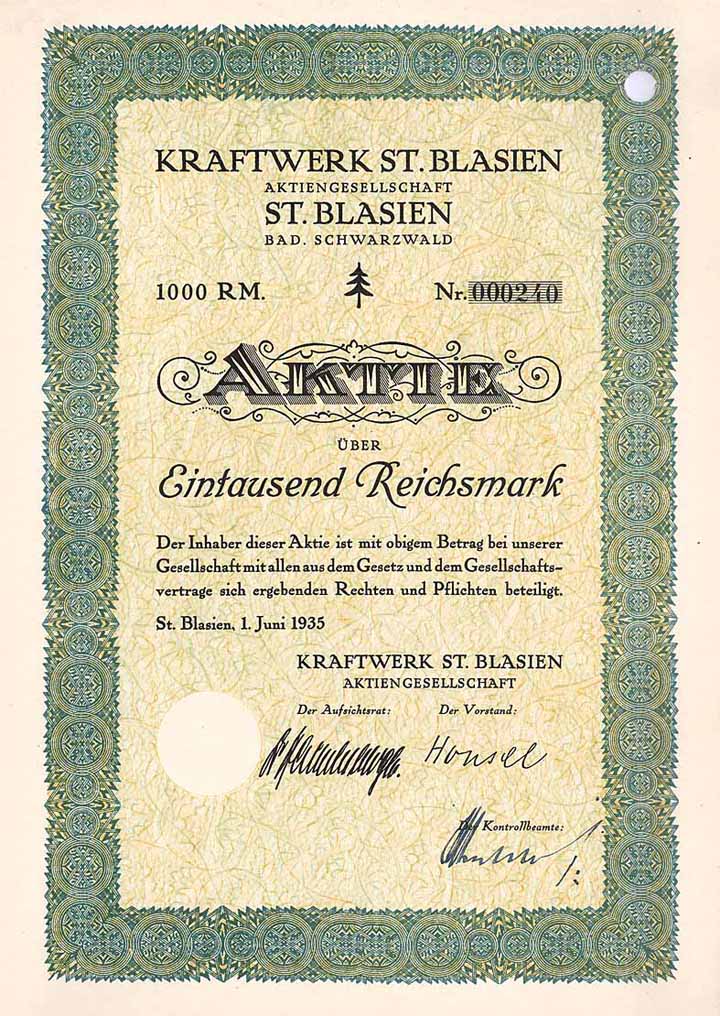 KRAFTWERK ST. BLASIEN
AKTIENGESELLSCHAFT
ST. BLASIEN
BAD. SCHWARZWALD
1000 RM. Nr. 000240
AKTIE
ÜBER
Eintausend Reichsmark
Der Inhaber dieser Aktie ist mit obigem Betrag bei unserer
Gesellschaft mit allen aus dem Gesetz und dem Gesellschafts-
vertrage sich ergebenden Rechten und Pflichten beteiligt.
St. Blasien, 1. Juni 1935
KRAFTWERK ST. BLASIEN
AKTIENGESELLSCHAFT
Der Aufsichtsrat: Der Vorstand:
Honsel
Der Kontrollbeamte: